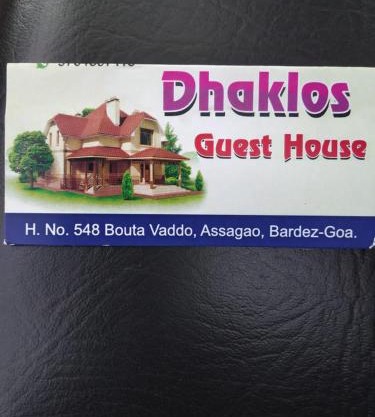 Dhaklos
Guest House
H. No. 548 Bouta Vaddo, Assagao, Bardez-Goa.